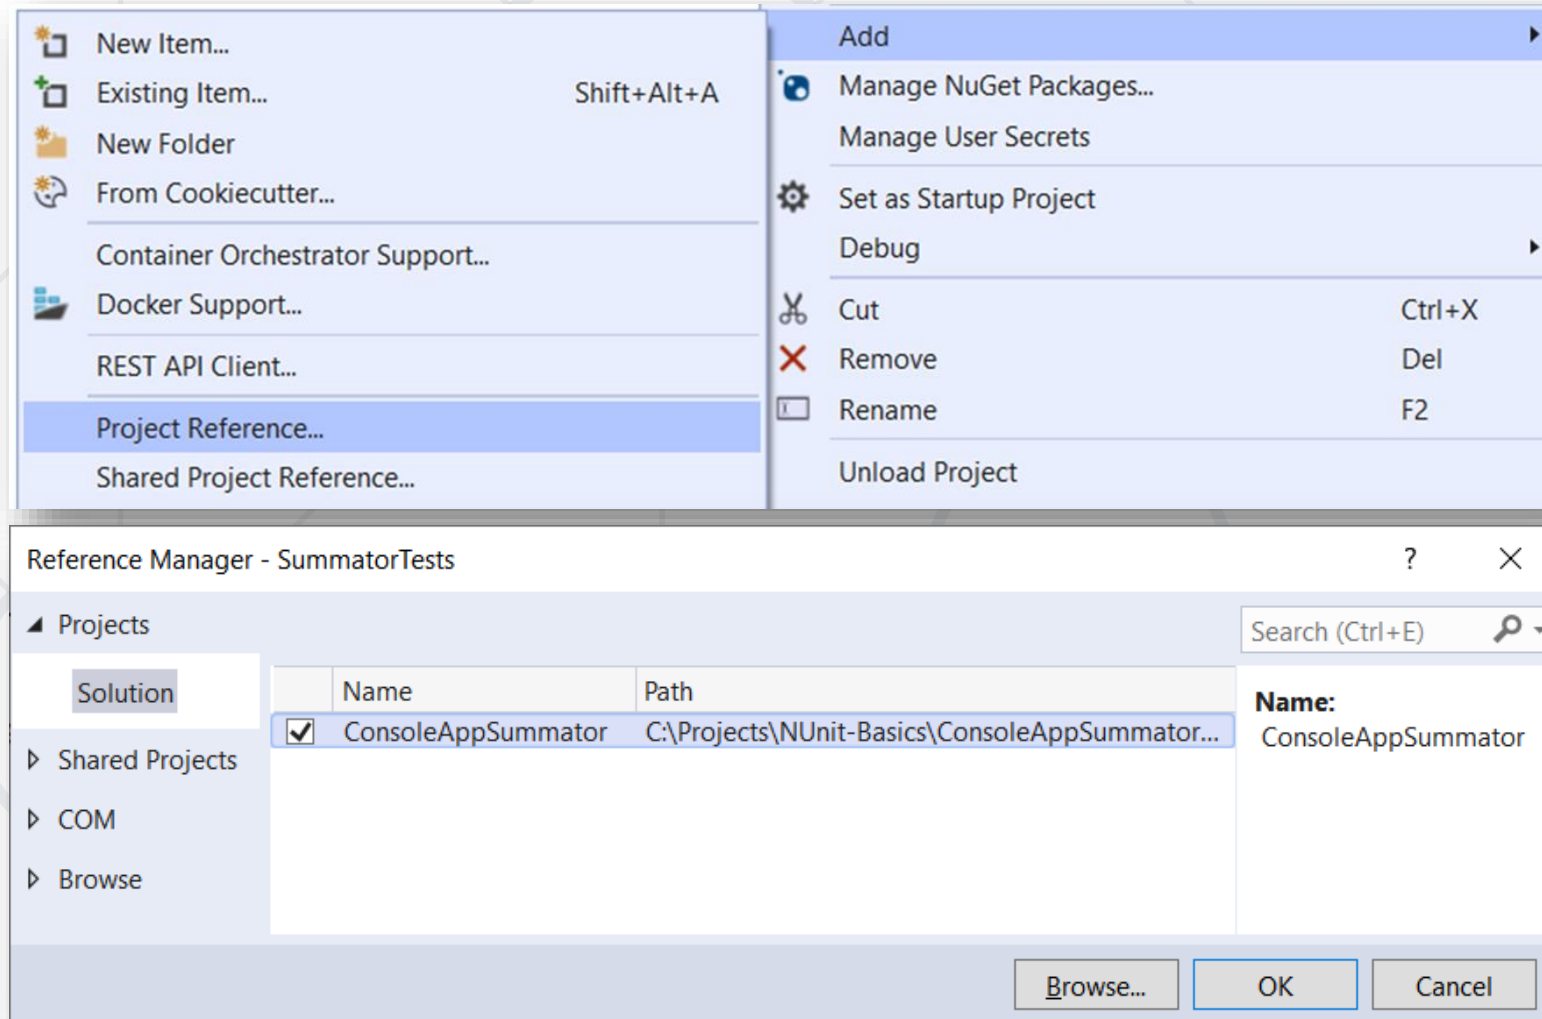 New Item...
Existing Item... Shift+Alt+A
New Folder
From Cookiecutter...
Container Orchestrator Support...
Docker Support...
REST API Client...
Project Reference...
Shared Project Reference...
Add
Manage NuGet Packages...
Manage User Secrets
Set as Startup Project
Debug
Cut Ctrl+X
Remove Del
Rename F2
Unload Project
Reference Manager - SummatorTests ?
Projects
Search (Ctrl+E)
Solution
Shared Projects
COM
Browse
Name Path
ConsoleAppSummator C:\Projects\NUnit-Basics\ConsoleAppSummator...
Name:
ConsoleAppSummator
Browse... OK Cancel